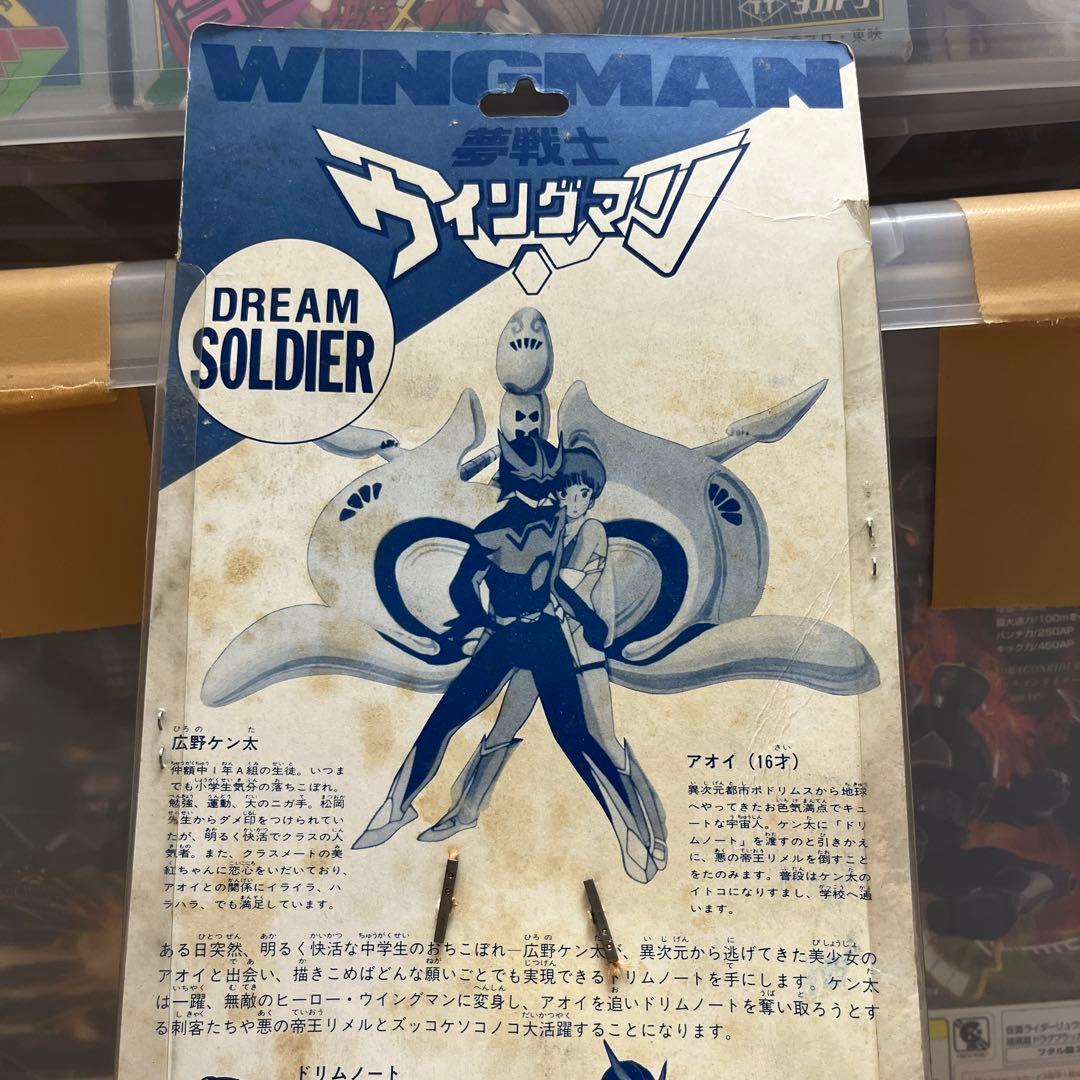 WINGMAN
夢戦士
ウイングマン
DREAM
SOLDIER
広野ケン太
仲額中1年A組の生徒。いつま
でも小学生気分の落ちこぼれ。
勉強、運動、大のニガ手。松岡
先生からダメ印をつけられてい
たが、明るく快活でクラスの人
気者。また、クラスメートの美
紅ちゃんに恋心をいだいており、
アオイとの関係にイライラ、ハ
ラハラ、でも満足しています。
アオイ(16才)
異次元都市ポドリムスから地球
へやってきたお色気満点でキュ
ートな宇宙人。ケン太に「ドリ
ムノート」を渡すのと引きかえ
に、悪の帝王リメルを倒すこと
をたのみます。普段はケン太の
イトコになりすまし、学校へ通
います。
ある日突然、明るく快活な中学生のおちこぼれ—広野ケン太が、異次元から逃げてきた美少女の
アオイと出会い、描きこめばどんな願いごとでも実現できるドリムノートを手にします。ケン太
は一躍、無敵のヒーロー・ウイングマンに変身し、アオイを追いドリムノートを奪い取ろうとす
る刺客たちや悪の帝王リメルとズッコケソコノコ大活躍することになります。
ドリムノート
パンチ力/250AP
キック力/450AP